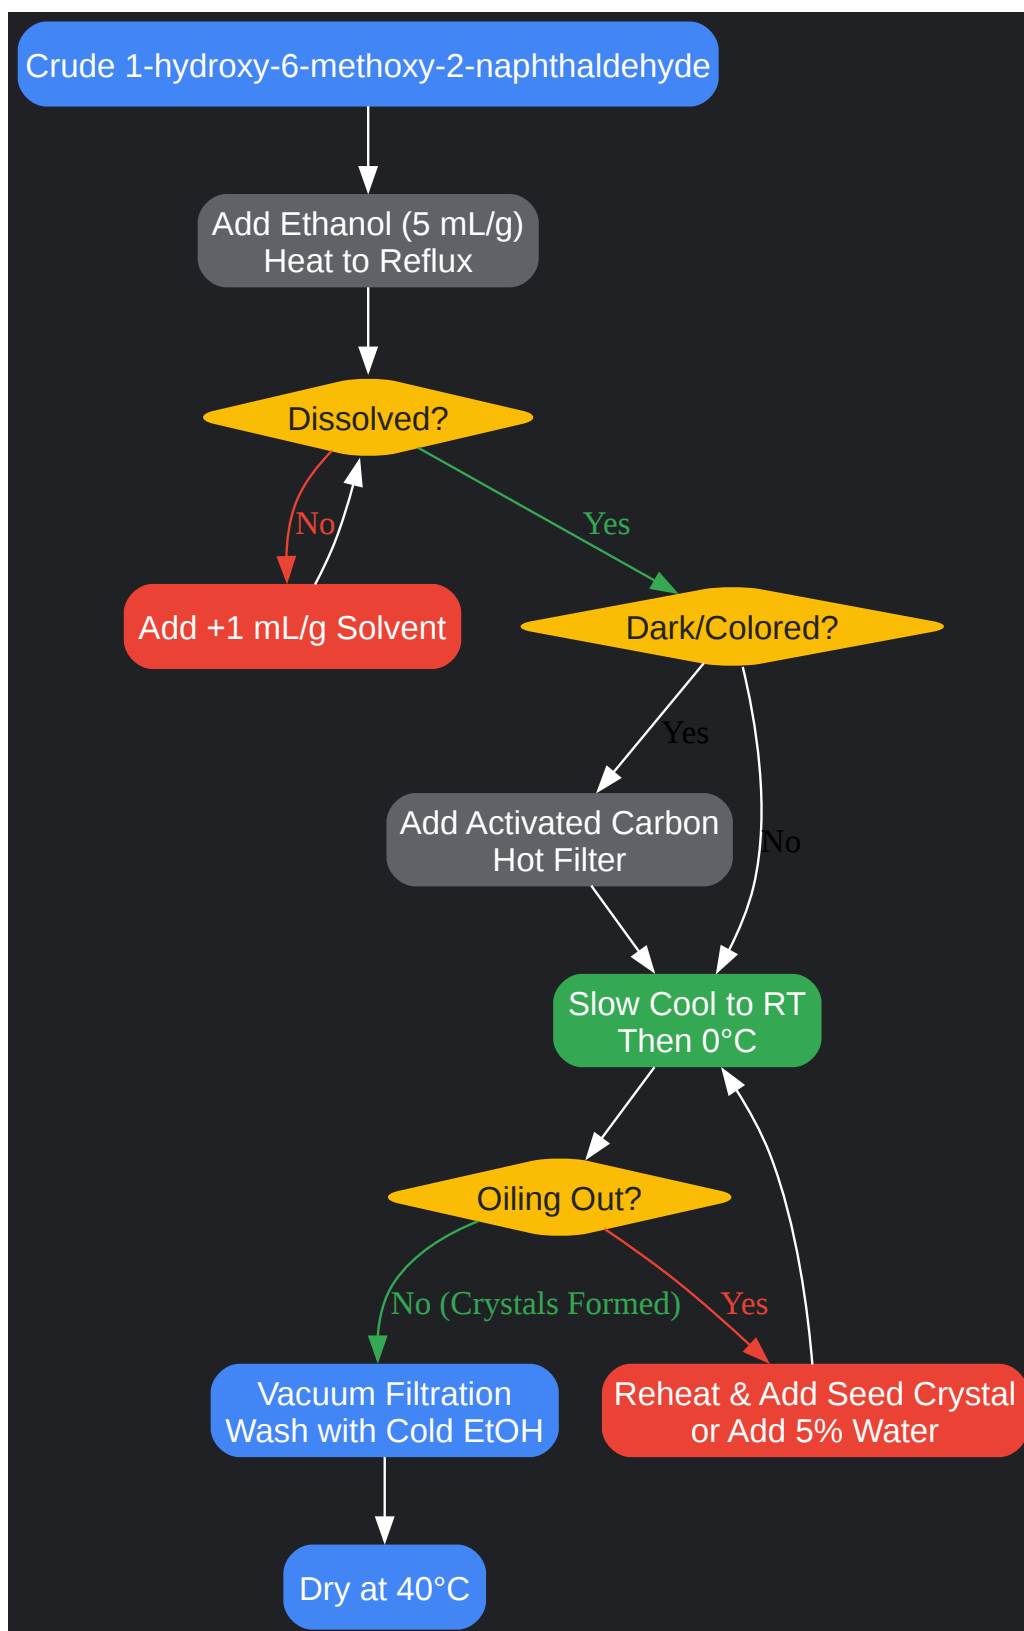 Crude 1-hydroxy-6-methoxy-2-naphthaldehyde
Add Ethanol (5 mL/g)
Heat to Reflux
Dissolved?
No
Yes
Add +1 mL/g Solvent
Dark/Colored?
Yes
Add Activated Carbon
Hot Filter
No
Slow Cool to RT
Then 0°C
Oiling Out?
No (Crystals Formed)
Yes
Vacuum Filtration
Wash with Cold EtOH
Reheat & Add Seed Crystal
or Add 5% Water
Dry at 40°C